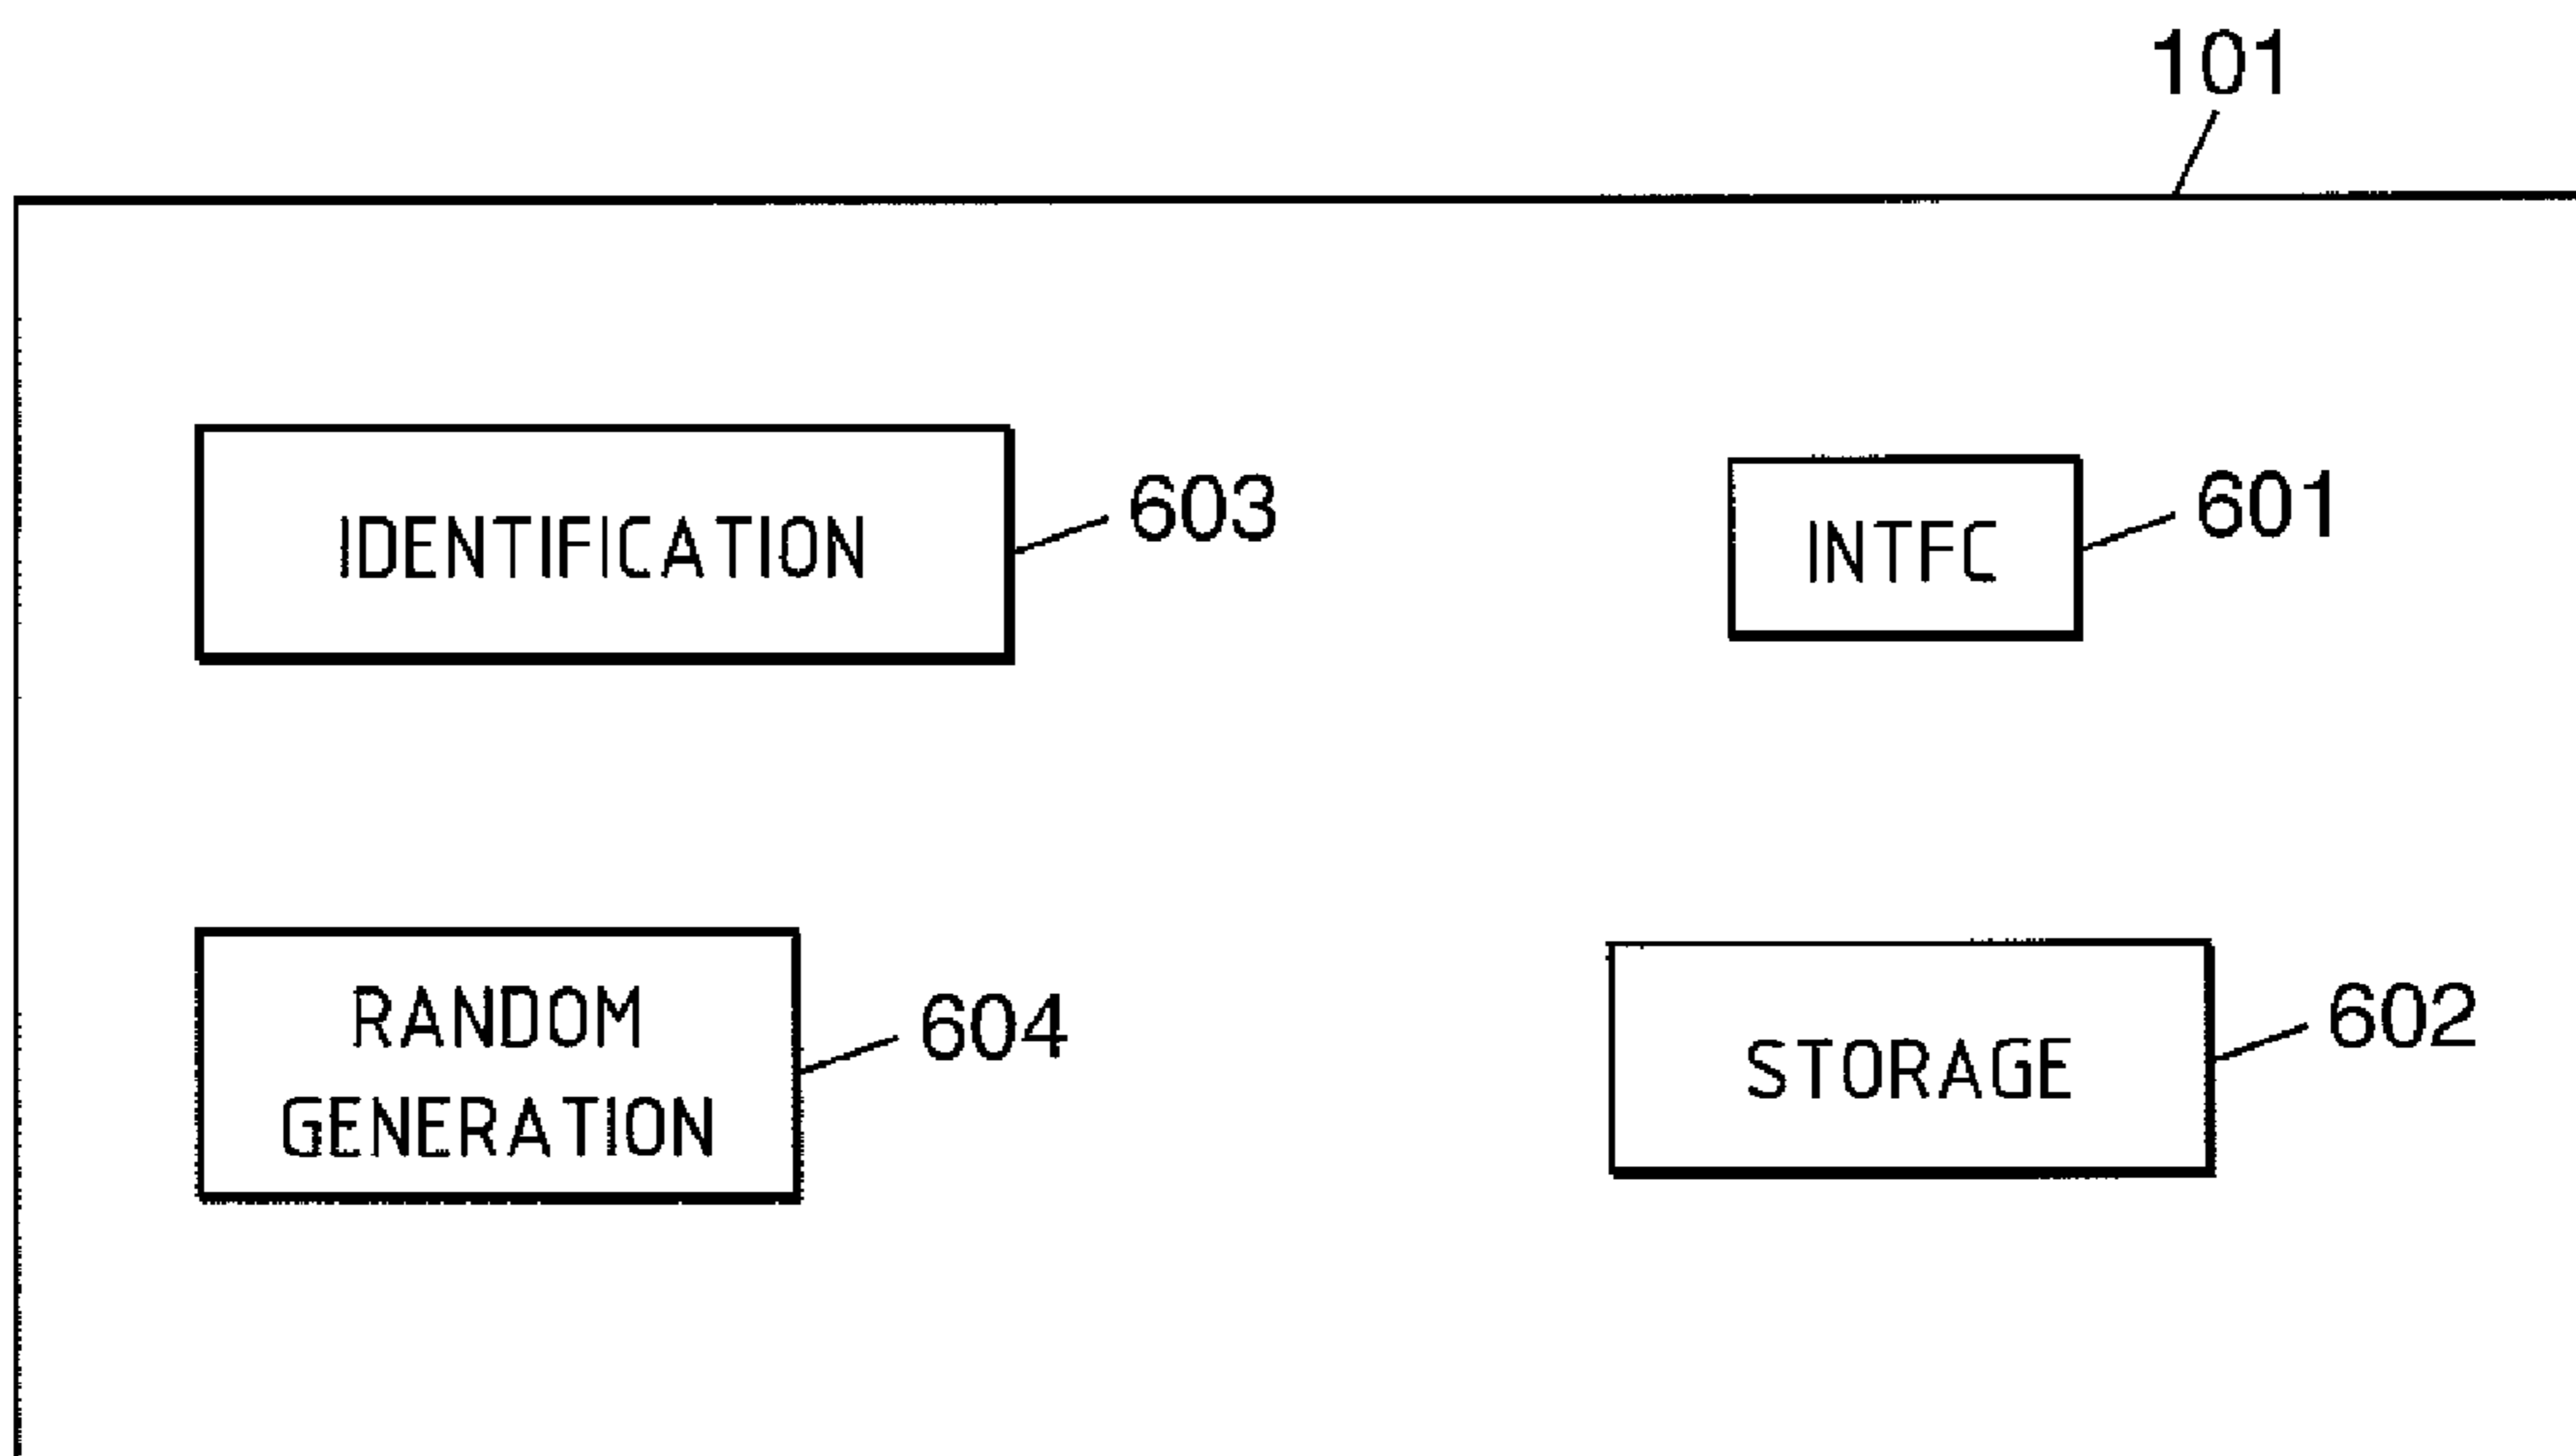 101
IDENTIFICATION
603
INTFC
601
RANDOM
GENERATION
604
STORAGE
602